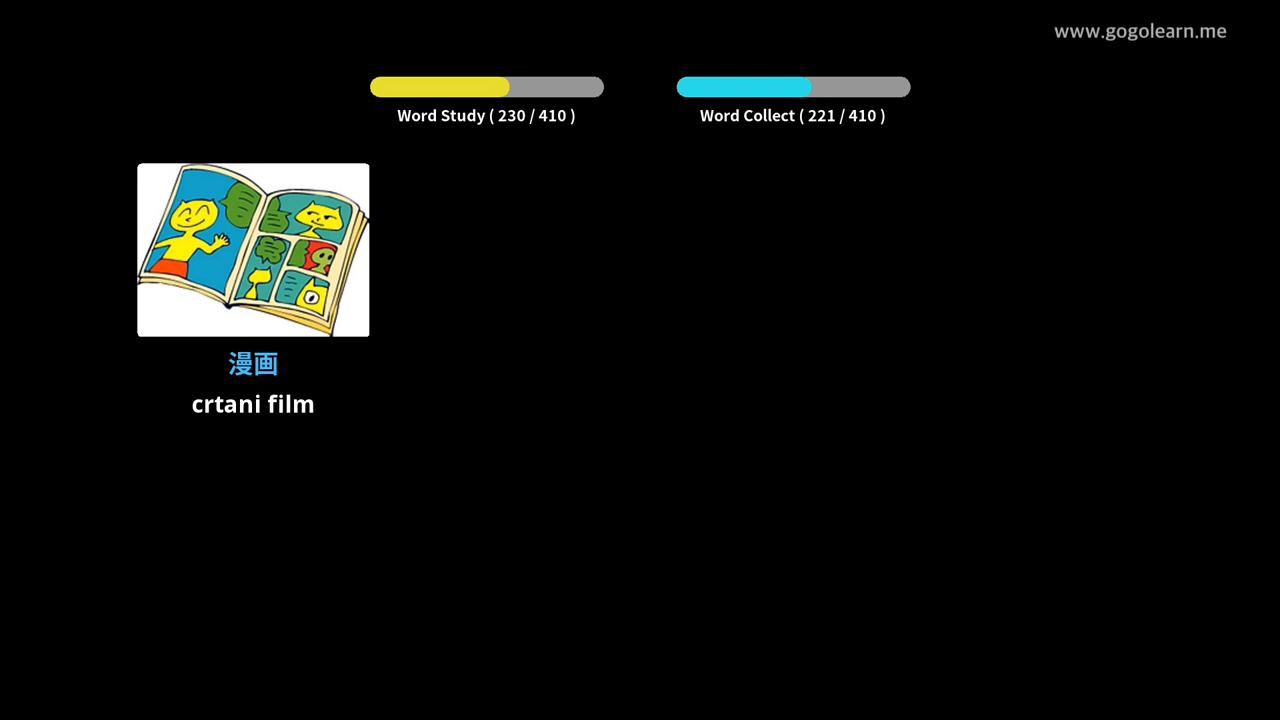 www.gogolearn.me
Word Study ( 230 / 410 )
Word Collect ( 221 / 410 )
漫画
crtani film